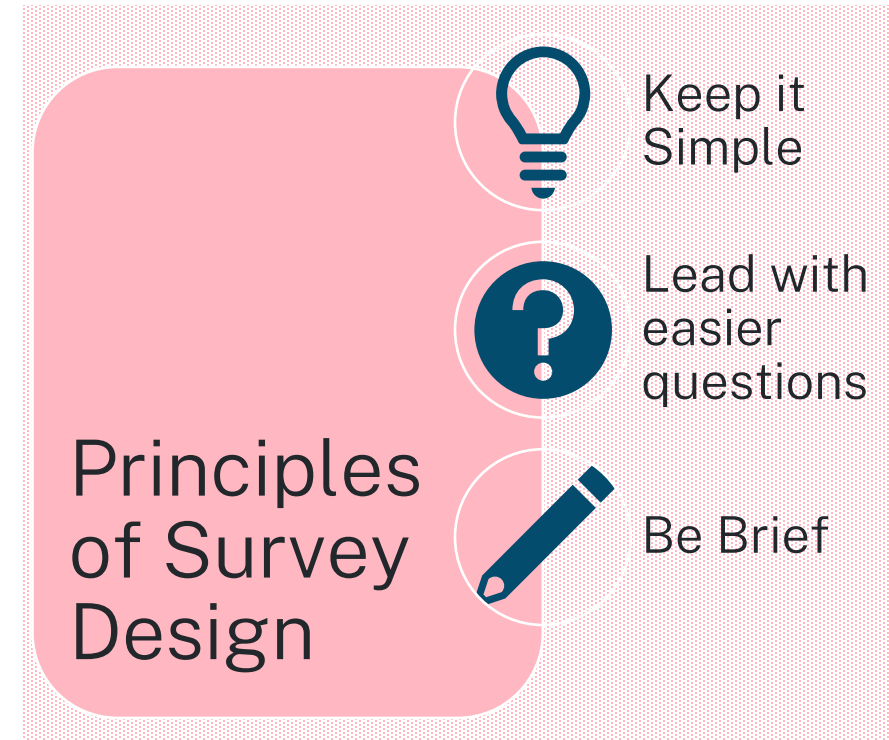 Principles
of Survey
Design
Keep it
Simple
Lead with
easier
questions
Be Brief